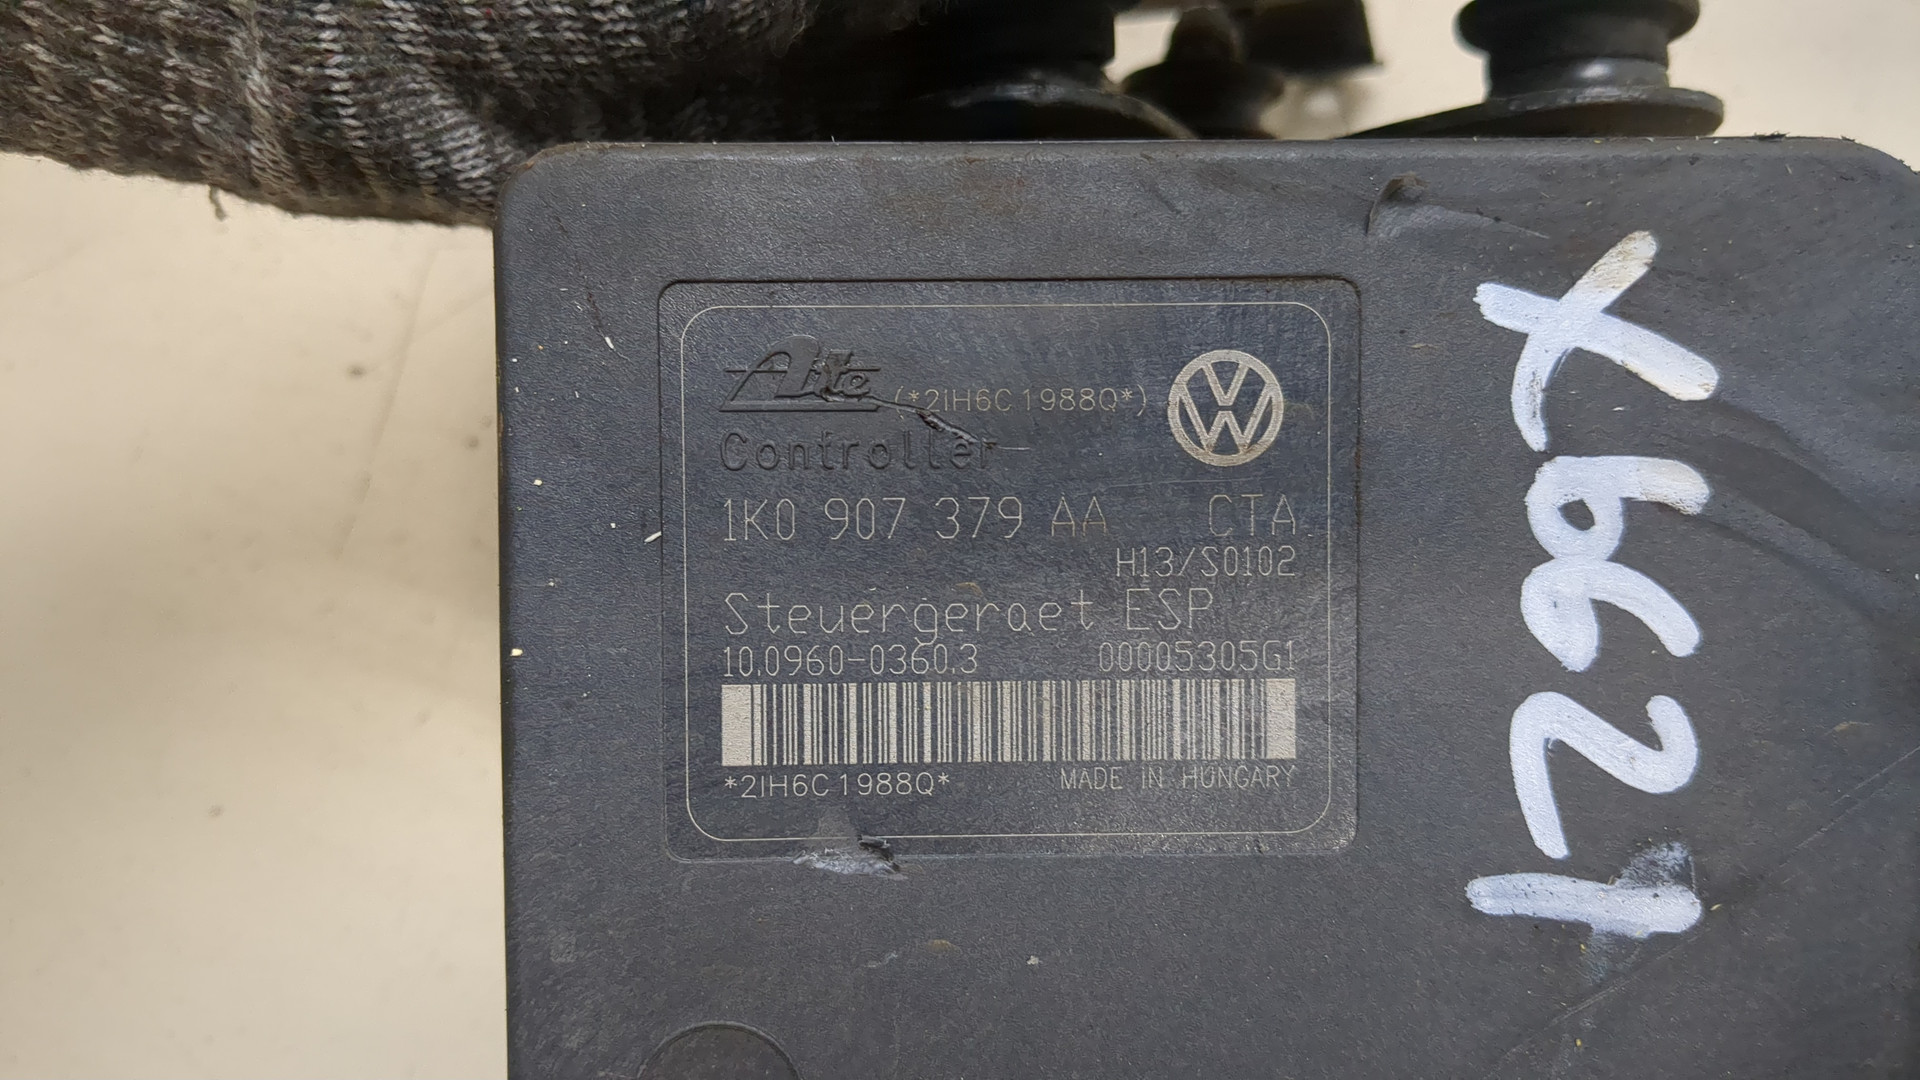 Ate (*2IH6C1988Q*)
Controller
1K0 907 379 AA CTA
H13/S0102
Steuergeraet ESP
10.0960-0360.3 00005305G1
*2IH6C1988Q* MADE IN HUNGARY
X9621